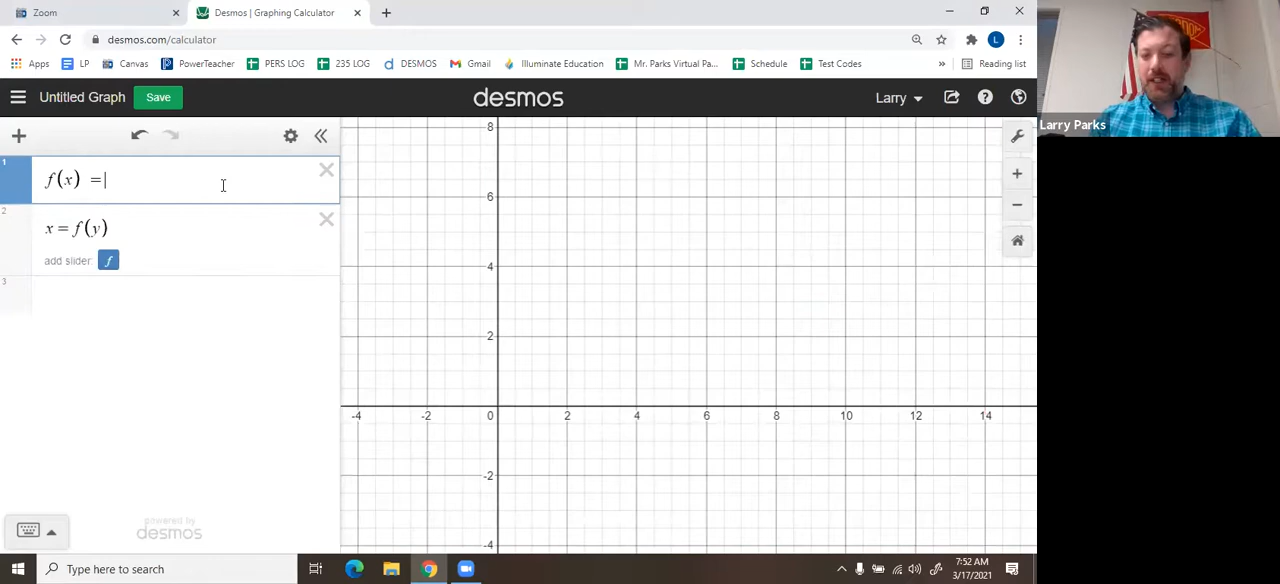 Zoom
Desmos | Graphing Calculator
desmos.com/calculator
Apps LP Canvas PowerTeacher PERS LOG 235 LOG DESMOS Gmail Illuminate Education Mr. Parks Virtual Pa... Schedule Test Codes » Reading list
Untitled Graph Save desmos Larry
1
f(x) =
2
x = f(y)
add slider: f
3
8
6
4
2
-4 -2 0 2 4 6 8 10 12 14
-2
-4
powered by
desmos
Type here to search
7:52 AM
3/17/2021
Larry Parks